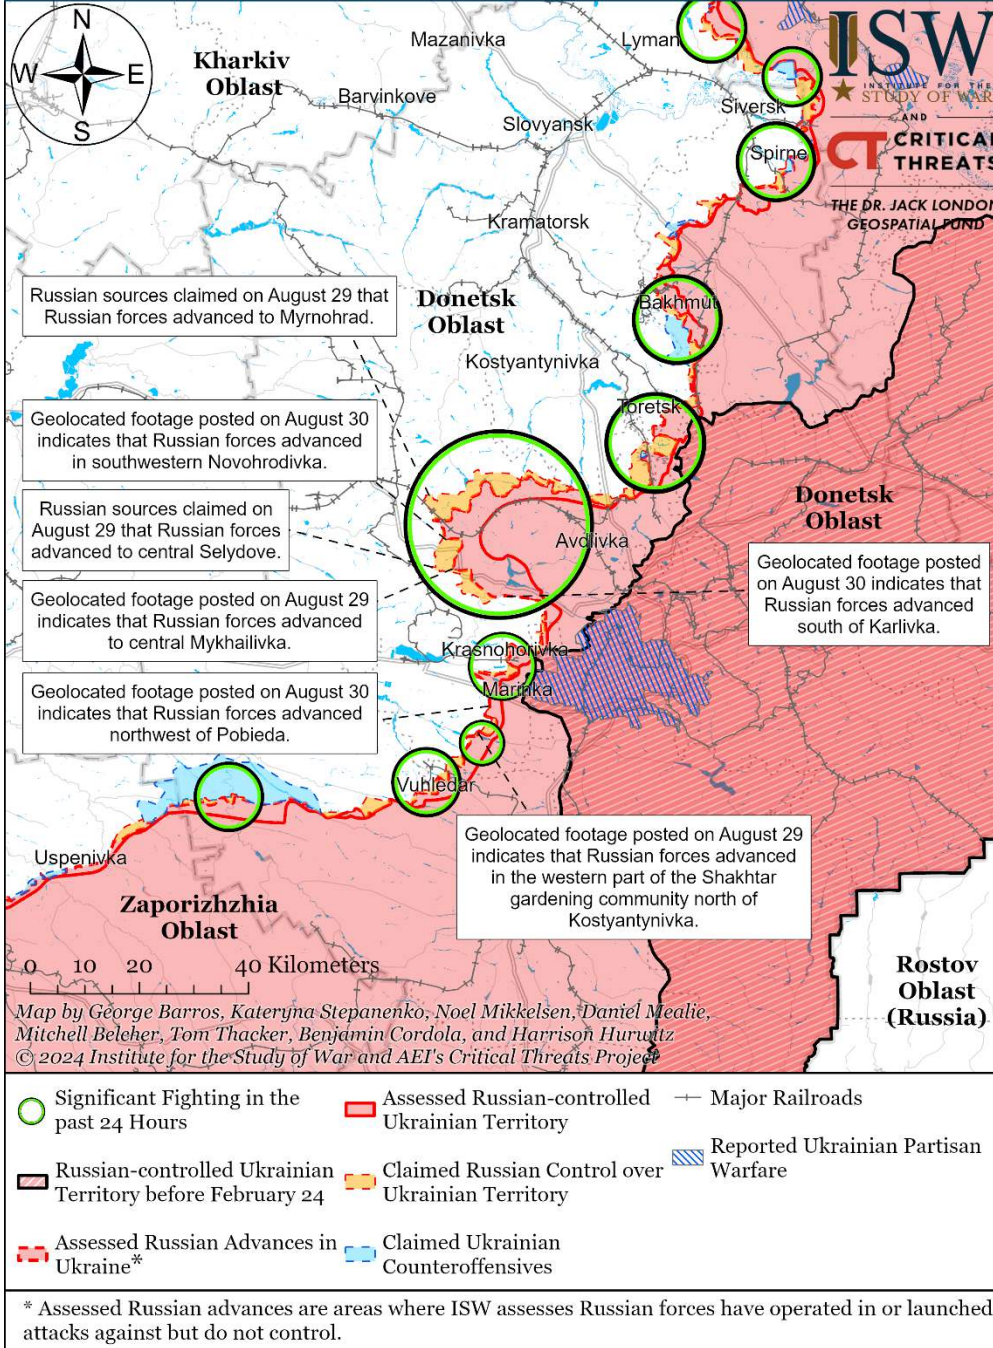 N
W E
S
Kharkiv
Oblast
Mazanivka
Lyman
Barvinkove
Slovyansk
Siversk
Spirne
ISW
INSTITUTE FOR THE
STUDY OF WAR
AND
CT CRITICAL
THREATS
THE DR. JACK LONDON
GEOSPATIAL FUND
Kramatorsk
Russian sources claimed on August 29 that
Russian forces advanced to Myrnohrad.
Donetsk
Oblast
Bakhmut
Kostyantynivka
Toretsk
Geolocated footage posted on August 30
indicates that Russian forces advanced
in southwestern Novohrodivka.
Russian sources claimed on
August 29 that Russian forces
advanced to central Selydove.
Avdiivka
Donetsk
Oblast
Geolocated footage posted on August 29
indicates that Russian forces advanced
to central Mykhailivka.
Geolocated footage posted
on August 30 indicates that
Russian forces advanced
south of Karlivka.
Krasnohorivka
Marinka
Geolocated footage posted on August 30
indicates that Russian forces advanced
northwest of Pobieda.
Vuhledar
Uspenivka
Geolocated footage posted on August 29
indicates that Russian forces advanced
in the western part of the Shakhtar
gardening community north of
Kostyantynivka.
Zaporizhzhia
Oblast
Rostov
Oblast
(Russia)
0 10 20 40 Kilometers
Map by George Barros, Kateryna Stepanenko, Noel Mikkelsen, Daniel Mealie,
Mitchell Belcher, Tom Thacker, Benjamin Cordola, and Harrison Hurwitz
© 2024 Institute for the Study of War and AEI's Critical Threats Project
Significant Fighting in the
past 24 Hours
Russian-controlled Ukrainian
Territory before February 24
Assessed Russian Advances in
Ukraine*
Assessed Russian-controlled
Ukrainian Territory
Claimed Russian Control over
Ukrainian Territory
Claimed Ukrainian
Counteroffensives
Major Railroads
Reported Ukrainian Partisan
Warfare
* Assessed Russian advances are areas where ISW assesses Russian forces have operated in or launched
attacks against but do not control.